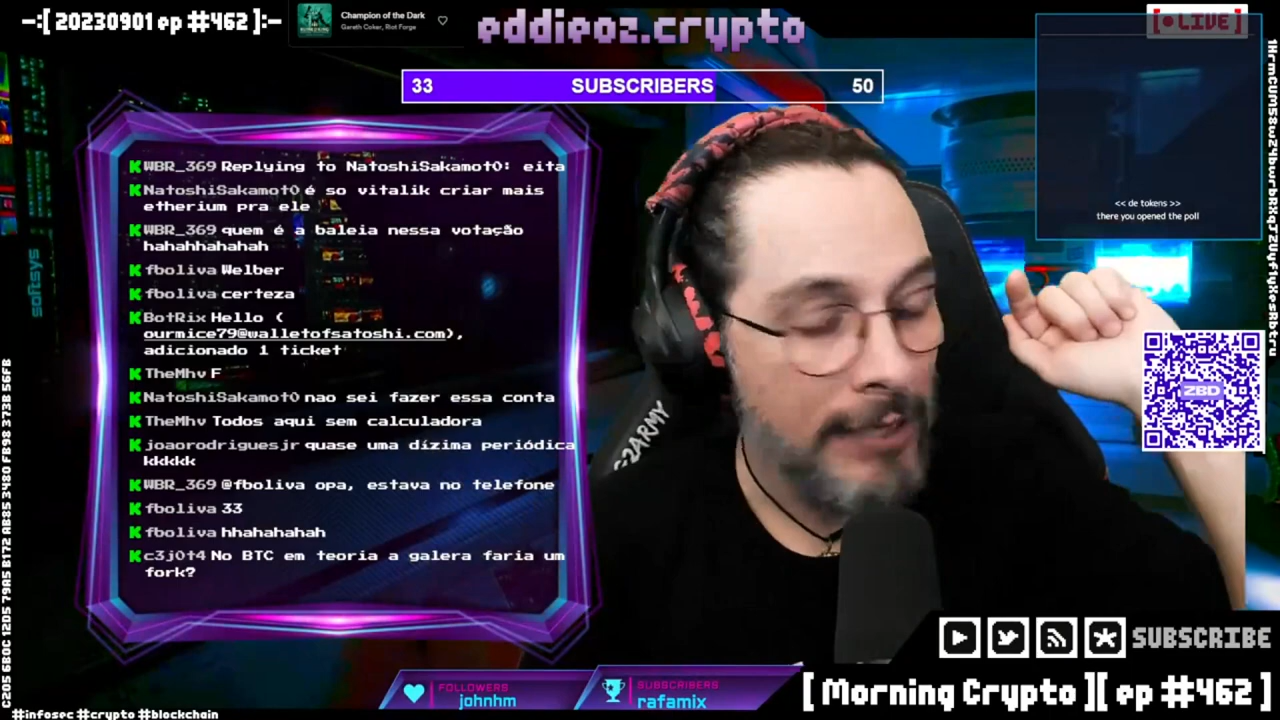 -:[ 20230901 ep #462 ]:-
Champion of the Dark
Gareth Coker, Riot Forge
eddieoz.crypto
[ • LIVE ]
33 SUBSCRIBERS 50
WBR_369 Replying to NatoshiSakamot0: eita
NatoshiSakamot0 é so vitalik criar mais
etherium pra ele
WBR_369 quem é a baleia nessa votação
hahahhahahah
fboliva Welber
fboliva certeza
BotRix Hello (
ourmice79@walletofsatoshi.com),
adicionado 1 ticket
TheMhv F
NatoshiSakamot0 nao sei fazer essa conta
TheMhv Todos aqui sem calculadora
joaorodriguesjr quase uma dízima periódica
kkkkk
WBR_369 @fboliva opa, estava no telefone
fboliva 33
fboliva hhahahahah
c3j0t4 No BTC em teoria a galera faria um
fork?
<< de tokens >>
there you opened the poll
ZBD
softsys
SUBSCRIBE
FOLLOWERS
johnhm
SUBSCRIBERS
rafamix
[ Morning Crypto ][ ep #462 ]
#infosec #crypto #blockchain